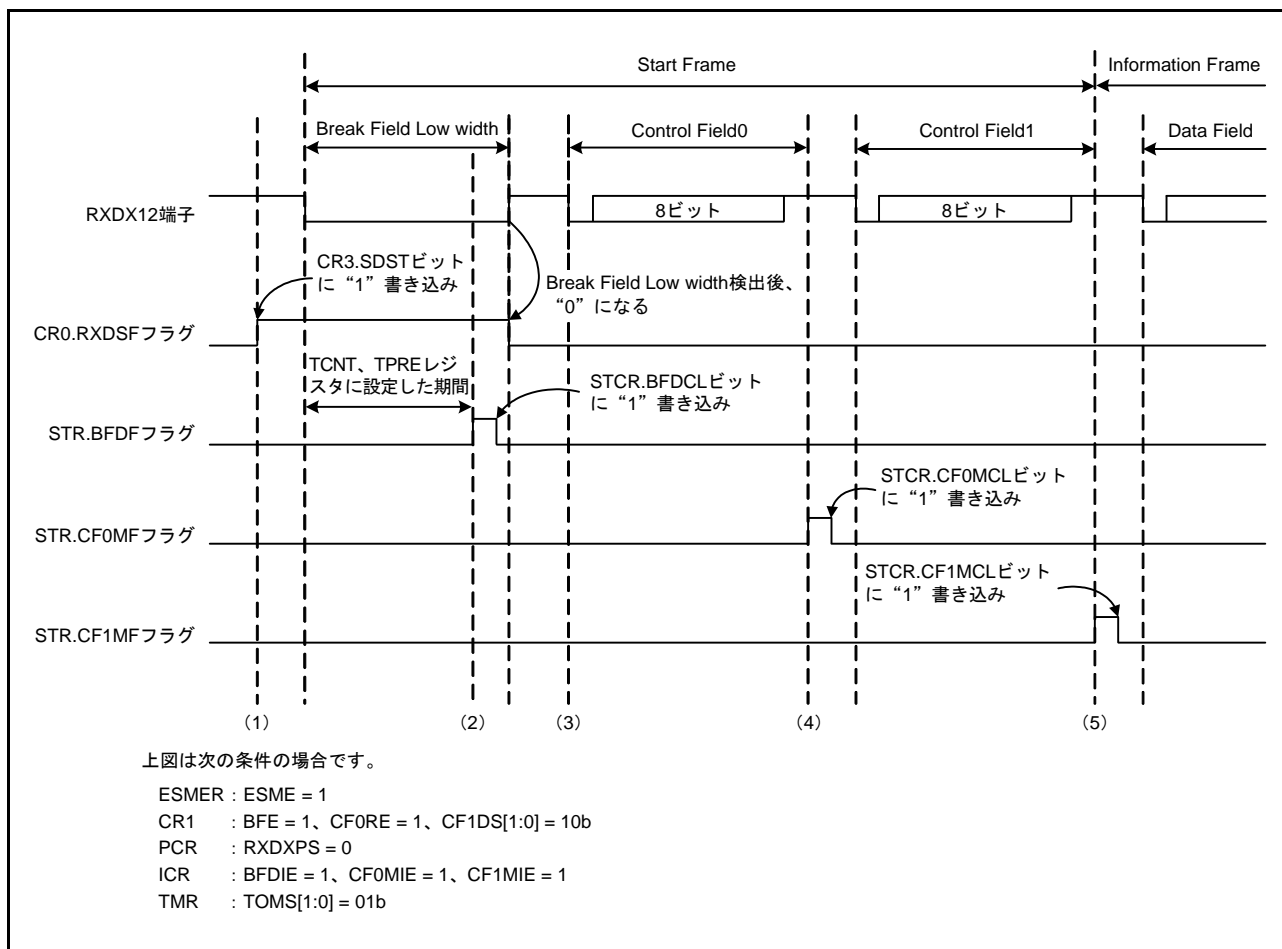 Start Frame
Information Frame
Break Field Low width
Control Field0
Control Field1
Data Field
RXDX12端子
8ビット
8ビット
CR3.SDSTビット
に“1”書き込み
Break Field Low width検出後、
“0”になる
CR0.RXDSFフラグ
TCNT、TPREレジ
スタに設定した期間
STCR.BFDCLビット
に“1”書き込み
STR.BFDFフラグ
STCR.CF0MCLビット
に“1”書き込み
STR.CF0MFフラグ
STCR.CF1MCLビット
に“1”書き込み
STR.CF1MFフラグ
(1)
(2)
(3)
(4)
(5)
上図は次の条件の場合です。
ESMER : ESME = 1
CR1 : BFE = 1、CF0RE = 1、CF1DS[1:0] = 10b
PCR : RXDXPS = 0
ICR : BFDIE = 1、CF0MIE = 1、CF1MIE = 1
TMR : TOMS[1:0] = 01b